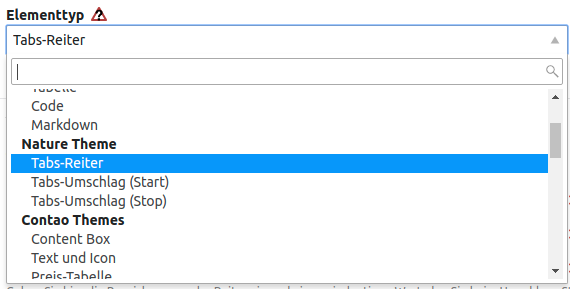 Elementtyp
Tabs-Reiter
Tabelle
Code
Markdown
Nature Theme
Tabs-Reiter
Tabs-Umschlag (Start)
Tabs-Umschlag (Stop)
Contao Themes
Content Box
Text und Icon
Preis-Tabelle